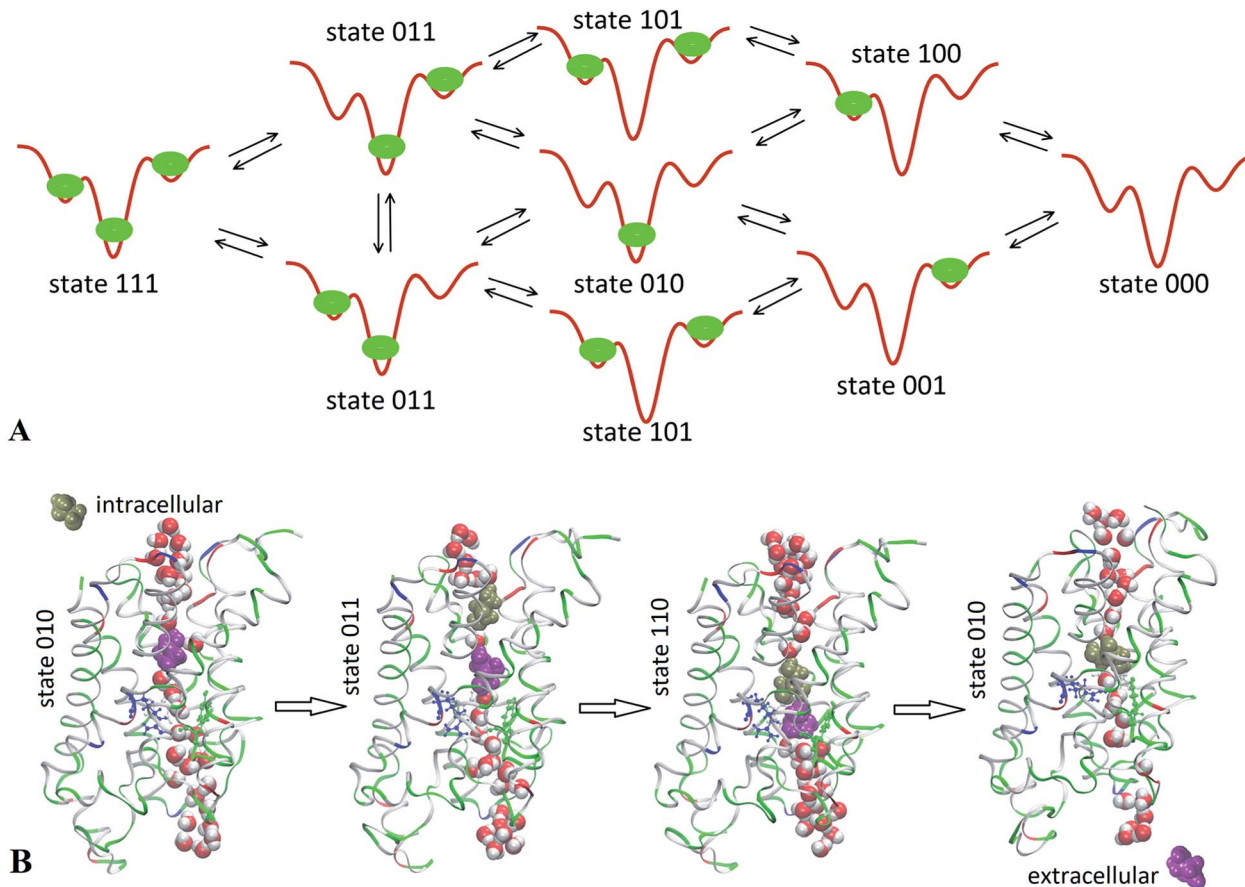 state 011
state 101
state 100
state 111
state 010
state 000
state 011
state 101
state 001
A
intracellular
state 010
state 011
state 110
state 010
extracellular
B